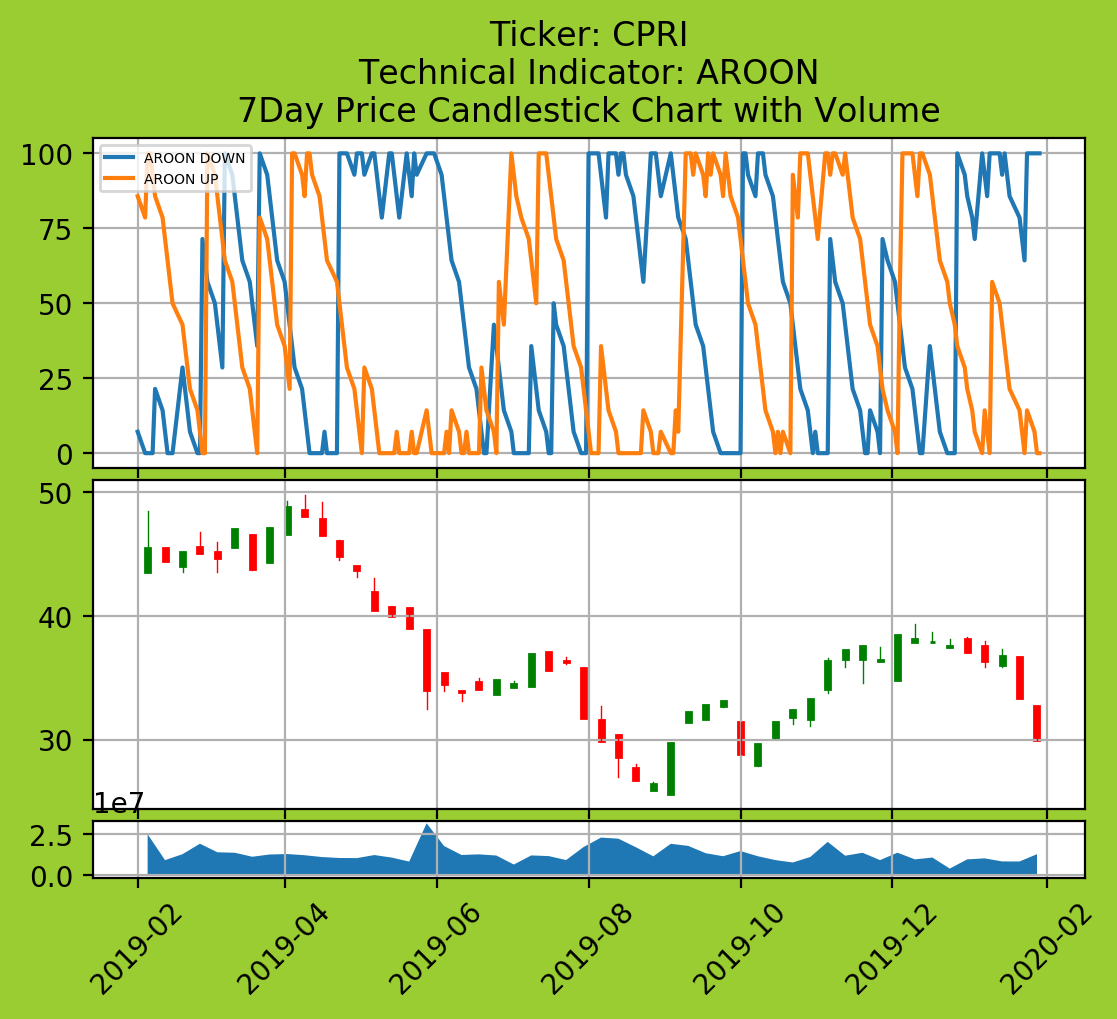 Ticker: CPRI
Technical Indicator: AROON
7Day Price Candlestick Chart with Volume
AROON DOWN
AROON UP
100
75
50
25
0
50
40
30
1e7
2.5
0.0
2019-02
2019-04
2019-06
2019-08
2019-10
2019-12
2020-02